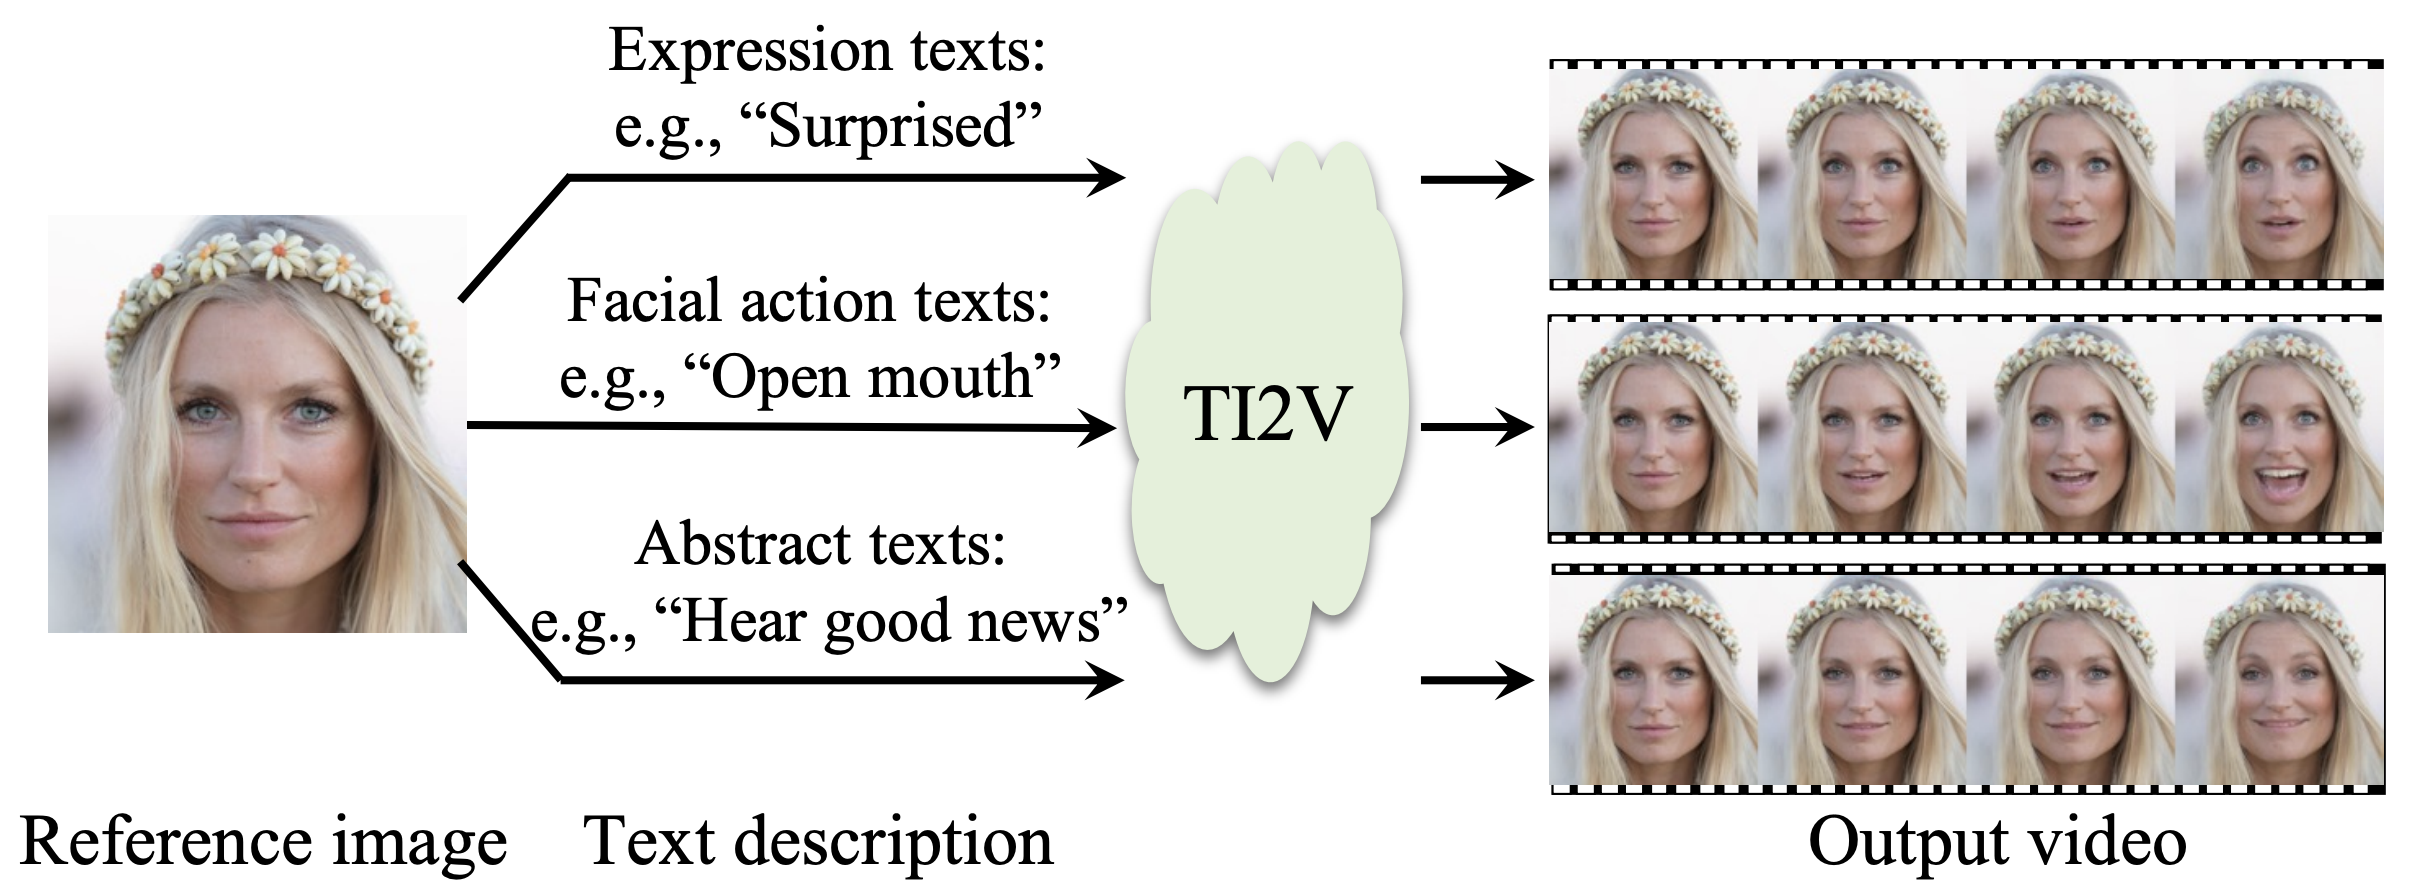 Expression texts:
e.g., “Surprised”
Facial action texts:
e.g., “Open mouth”
Abstract texts:
e.g., “Hear good news”
TI2V
Reference image
Text description
Output video